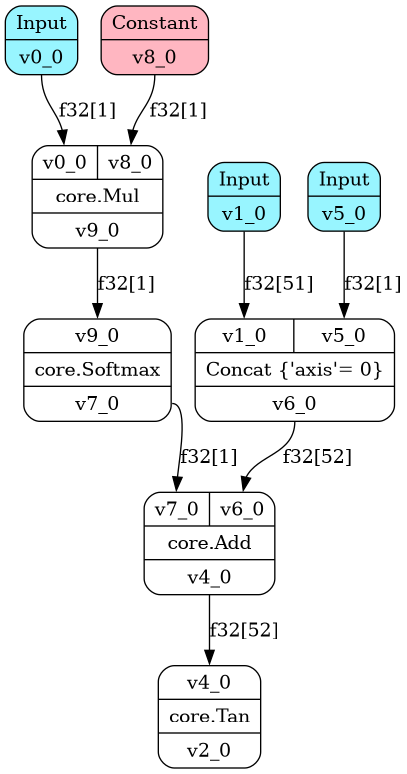 Input
v0_0
Constant
v8_0
f32[1]
f32[1]
v0_0 v8_0
core.Mul
v9_0
Input
v1_0
Input
v5_0
f32[1]
f32[51]
f32[1]
v9_0
core.Softmax
v7_0
v1_0 v5_0
Concat {'axis'= 0}
v6_0
f32[1]
f32[52]
v7_0 v6_0
core.Add
v4_0
f32[52]
v4_0
core.Tan
v2_0